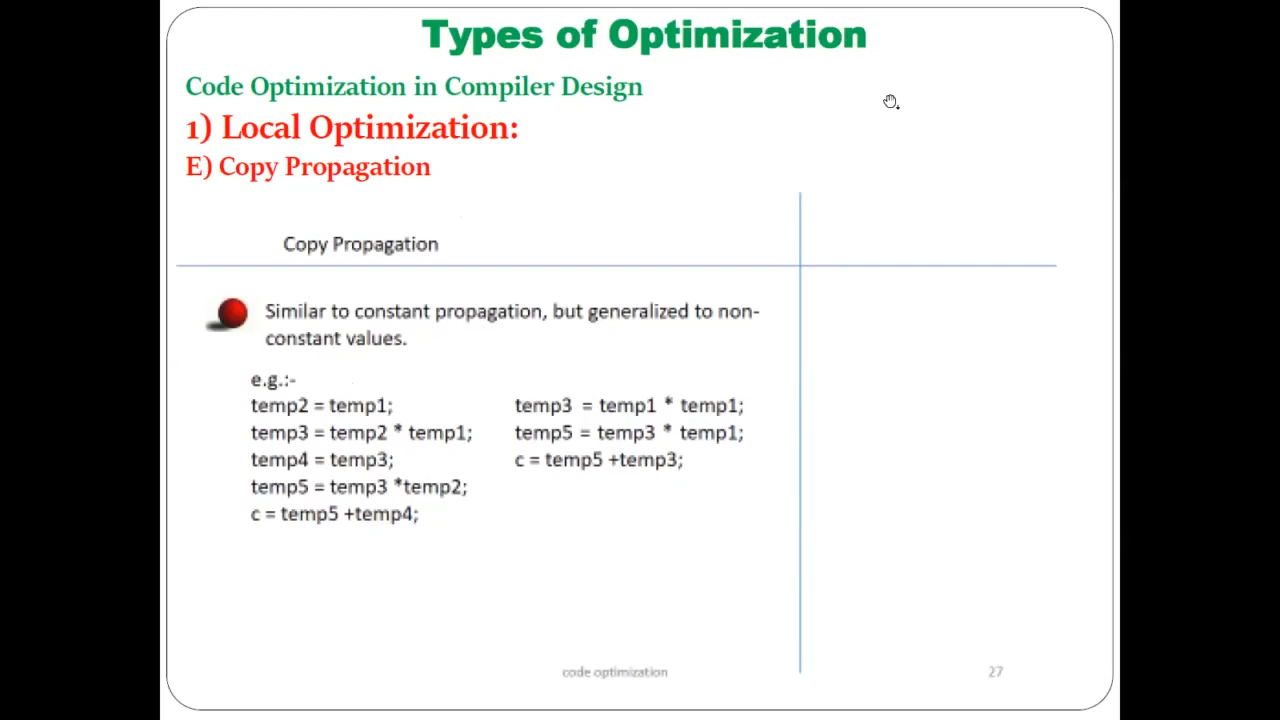 Types of Optimization
Code Optimization in Compiler Design
1) Local Optimization:
E) Copy Propagation
Copy Propagation
Similar to constant propagation, but generalized to non-
constant values.
e.g.:-
temp2 = temp1;
temp3 = temp2 * temp1;
temp4 = temp3;
temp5 = temp3 *temp2;
c = temp5 +temp4;
temp3 = temp1 * temp1;
temp5 = temp3 * temp1;
c = temp5 +temp3;
code optimization
27